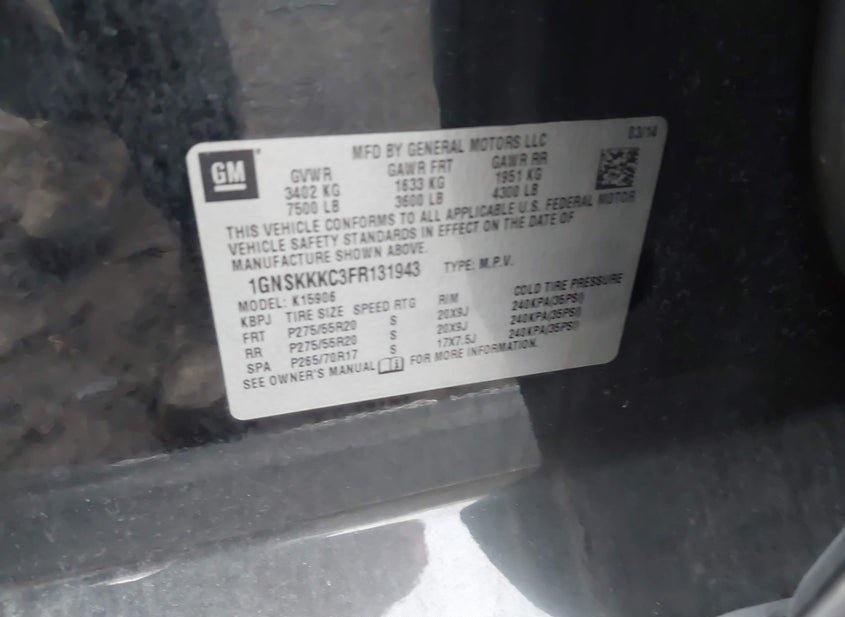 GM
MFD BY GENERAL MOTORS LLC 03/14
GVWR GAWR FRT GAWR RR
3402 KG 1633 KG 1951 KG
7500 LB 3600 LB 4300 LB
THIS VEHICLE CONFORMS TO ALL APPLICABLE U.S. FEDERAL MOTOR
VEHICLE SAFETY STANDARDS IN EFFECT ON THE DATE OF
MANUFACTURE SHOWN ABOVE.
1GNSKKKC3FR131943 TYPE: M.P.V.
MODEL: K15906
KBPJ TIRE SIZE SPEED RTG RIM COLD TIRE PRESSURE
FRT P275/55R20 S 20X9J 240KPA(35PSI)
RR P275/55R20 S 20X9J 240KPA(35PSI)
SPA P265/70R17 S 17X7.5J 240KPA(35PSI)
SEE OWNER'S MANUAL FOR MORE INFORMATION.